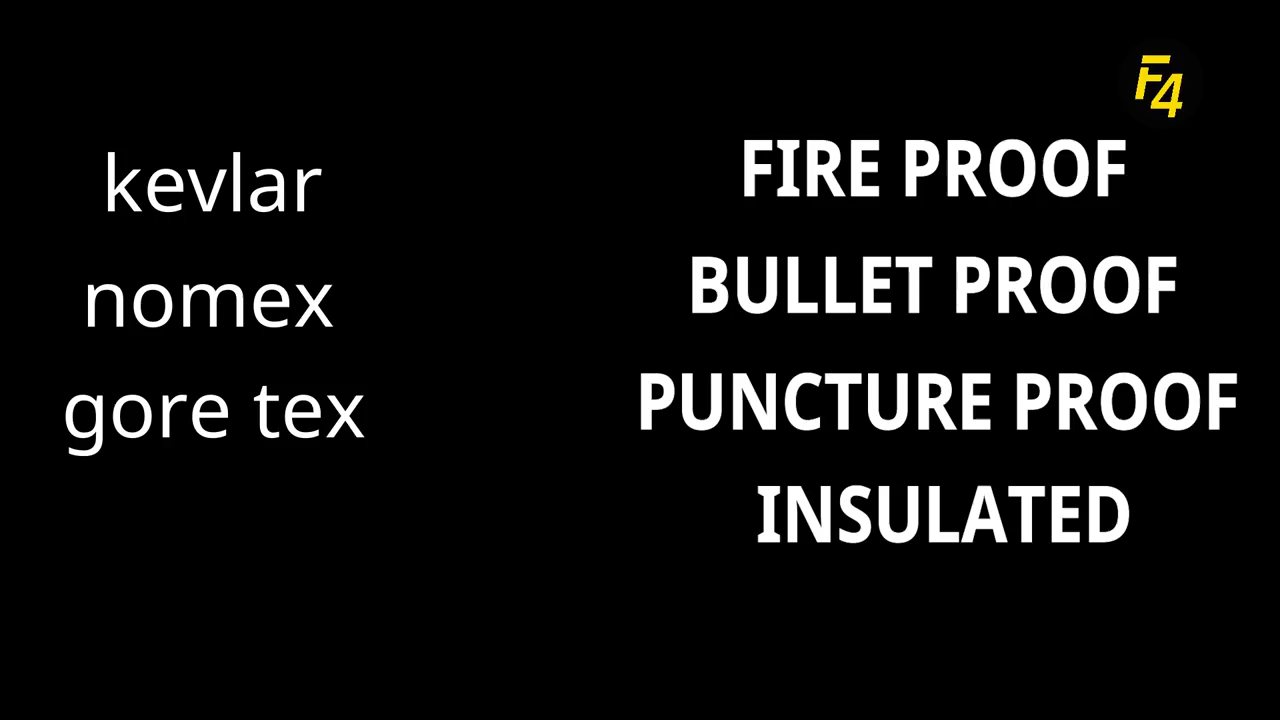 F4
kevlar
nomex
gore tex
FIRE PROOF
BULLET PROOF
PUNCTURE PROOF
INSULATED